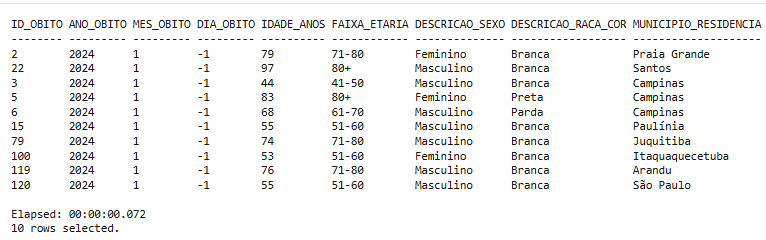 ID_OBITO ANO_OBITO MES_OBITO DIA_OBITO IDADE_ANOS FAIXA_ETARIA DESCRICAO_SEXO DESCRICAO_RACA_COR MUNICIPIO_RESIDENCIA
-------- --------- --------- --------- ---------- ------------ -------------- ------------------ --------------------
2        2024      1         -1        79         71-80        Feminino       Branca             Praia Grande
22       2024      1         -1        97         80+          Masculino      Branca             Santos
3        2024      1         -1        44         41-50        Masculino      Branca             Campinas
5        2024      1         -1        83         80+          Feminino       Preta              Campinas
6        2024      1         -1        68         61-70        Masculino      Parda              Campinas
15       2024      1         -1        55         51-60        Masculino      Branca             Paulínia
79       2024      1         -1        74         71-80        Masculino      Branca             Juquitiba
100      2024      1         -1        53         51-60        Feminino       Branca             Itaquaquecetuba
119      2024      1         -1        76         71-80        Masculino      Branca             Arandu
120      2024      1         -1        55         51-60        Masculino      Branca             São Paulo
Elapsed: 00:00:00.072
10 rows selected.